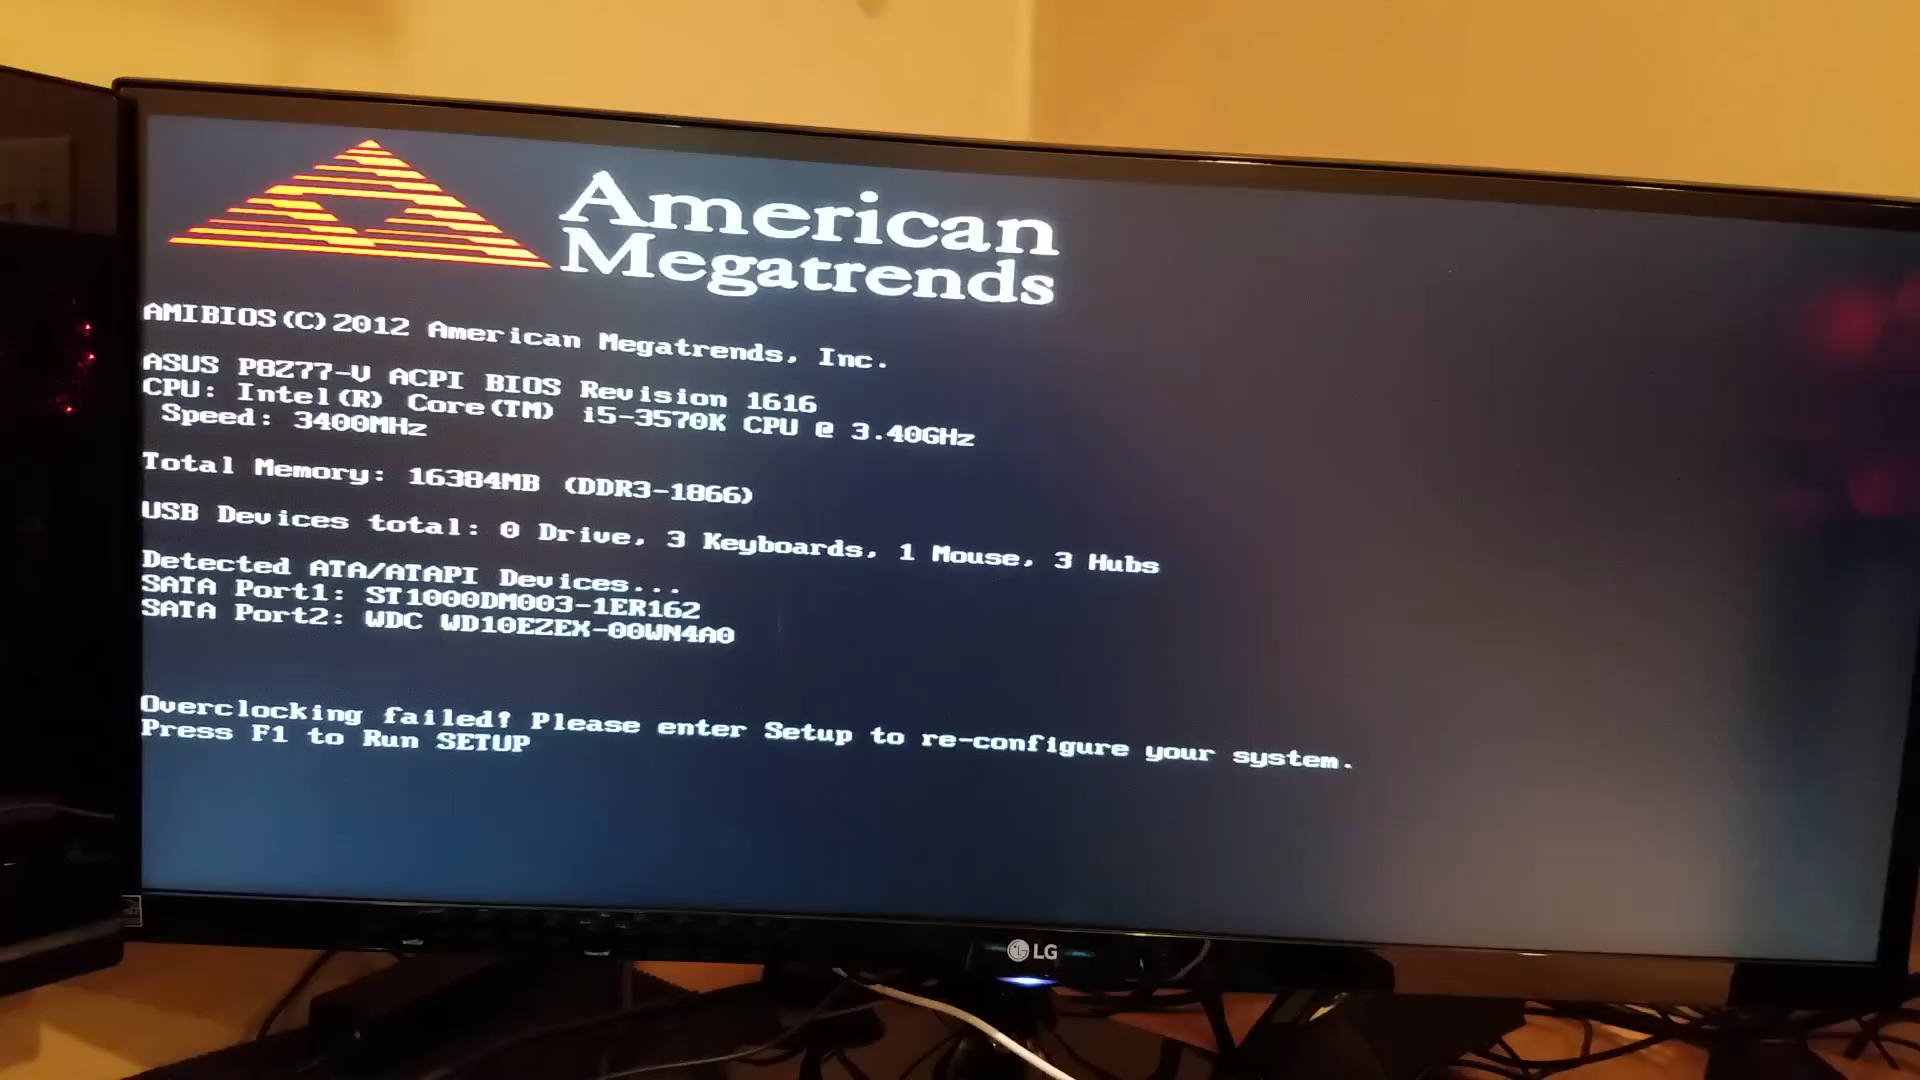 American
Megatrends
AMIBIOS(C)2012 American Megatrends, Inc.
ASUS P8Z77-V ACPI BIOS Revision 1616
CPU: Intel(R) Core(TM) i5-3570K CPU @ 3.40GHz
Speed: 3400MHz
Total Memory: 16384MB (DDR3-1866)
USB Devices total: 0 Drive, 3 Keyboards, 1 Mouse, 3 Hubs
Detected ATA/ATAPI Devices...
SATA Port1: ST1000DM003-1ER162
SATA Port2: WDC WD10EZEX-00WN4A0
Overclocking failed! Please enter Setup to re-configure your system.
Press F1 to Run SETUP
LG